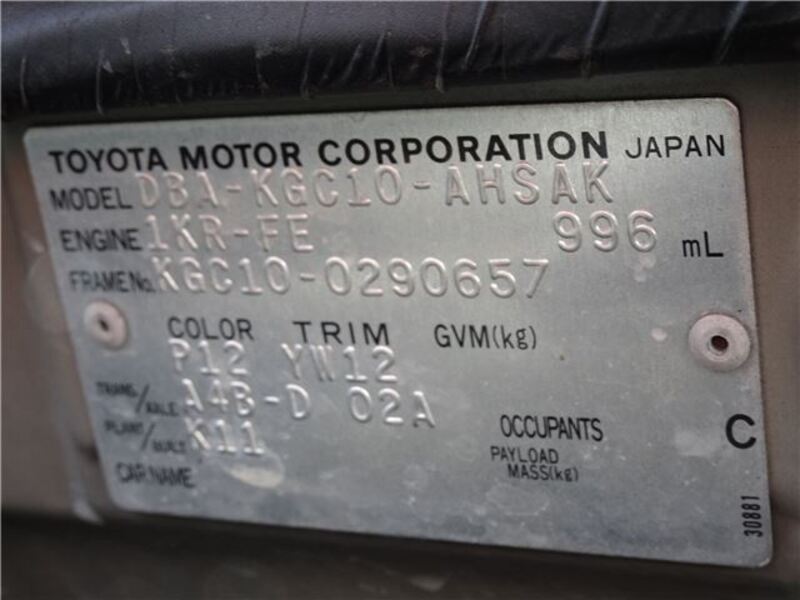 TOYOTA MOTOR CORPORATION JAPAN
MODEL DBA-KGC10-AHSAK
ENGINE 1KR-FE 996 mL
FRAME No. KGC10-0290657
COLOR TRIM GVM(kg)
P12 YW12
TRANS./AXLE A4B-D 02A
PLANT/BUILT K11
OCCUPANTS C
PAYLOAD
MASS(kg)
CAR NAME
30881